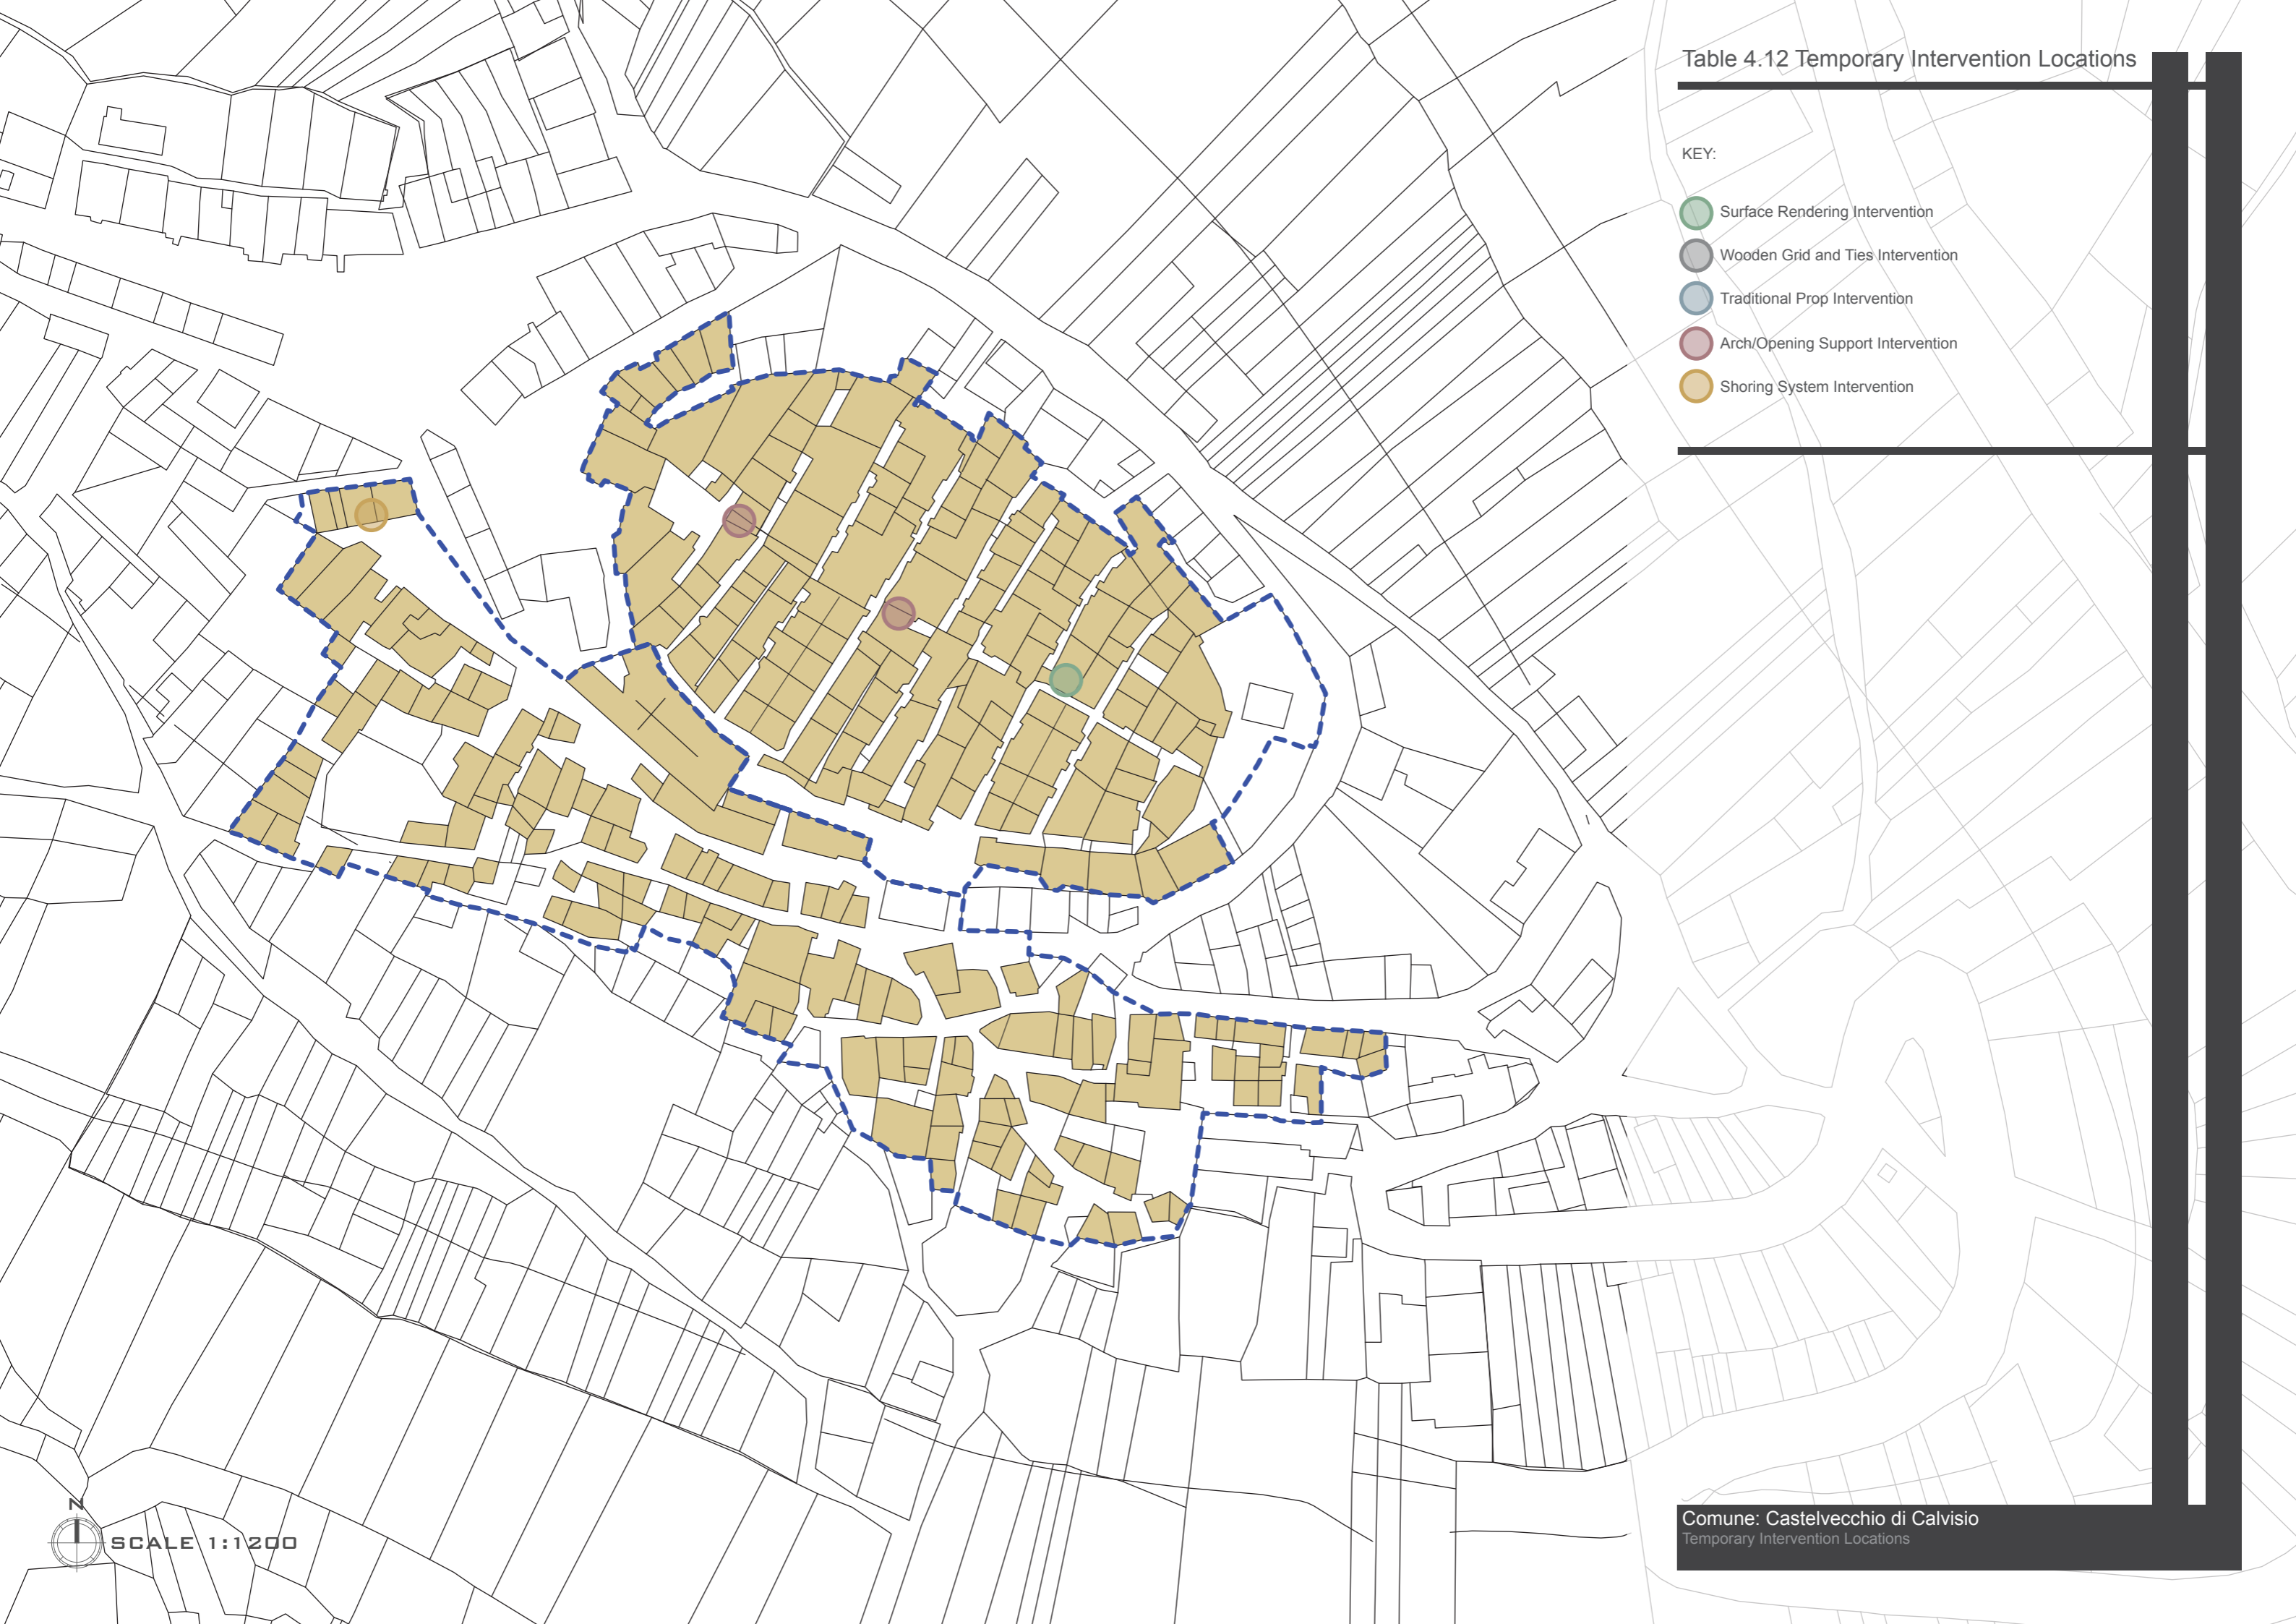 Table 4.12 Temporary Intervention Locations
KEY:
Surface Rendering Intervention
Wooden Grid and Ties Intervention
Traditional Prop Intervention
Arch/Opening Support Intervention
Shoring System Intervention
N
SCALE 1:1200
Comune: Castelvecchio di Calvisio
Temporary Intervention Locations